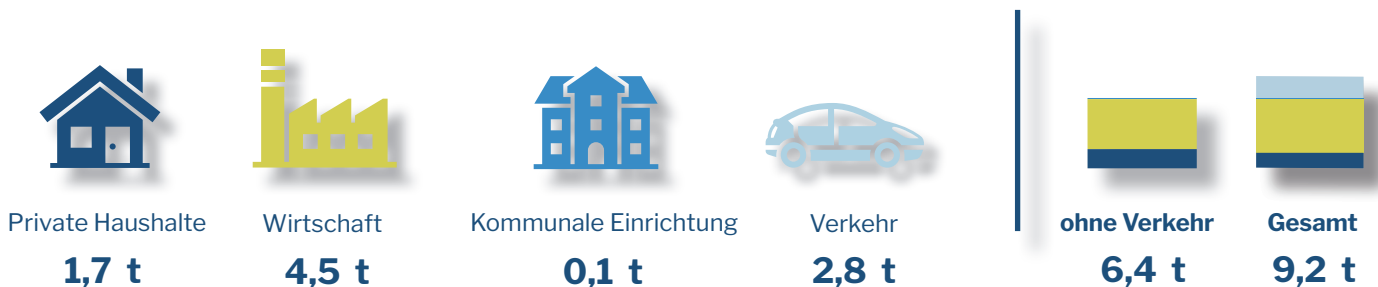 Private Haushalte Wirtschaft Kommunale Einrichtung Verkehr ohne Verkehr Gesamt
1,7 t 4,5 t 0,1 t 2,8 t 6,4 t 9,2 t